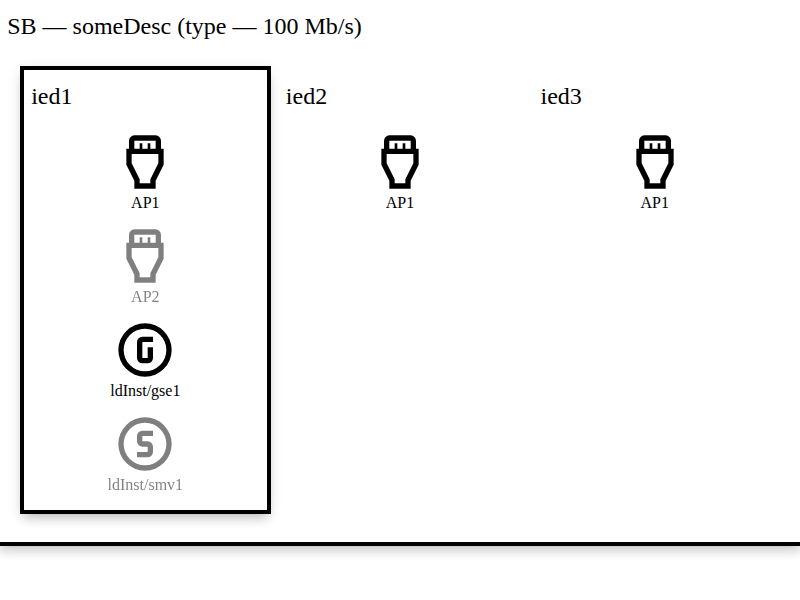 SB — someDesc (type — 100 Mb/s)
ied1
AP1
AP2
G
ldInst/gse1
S
ldInst/smv1
ied2
AP1
ied3
AP1